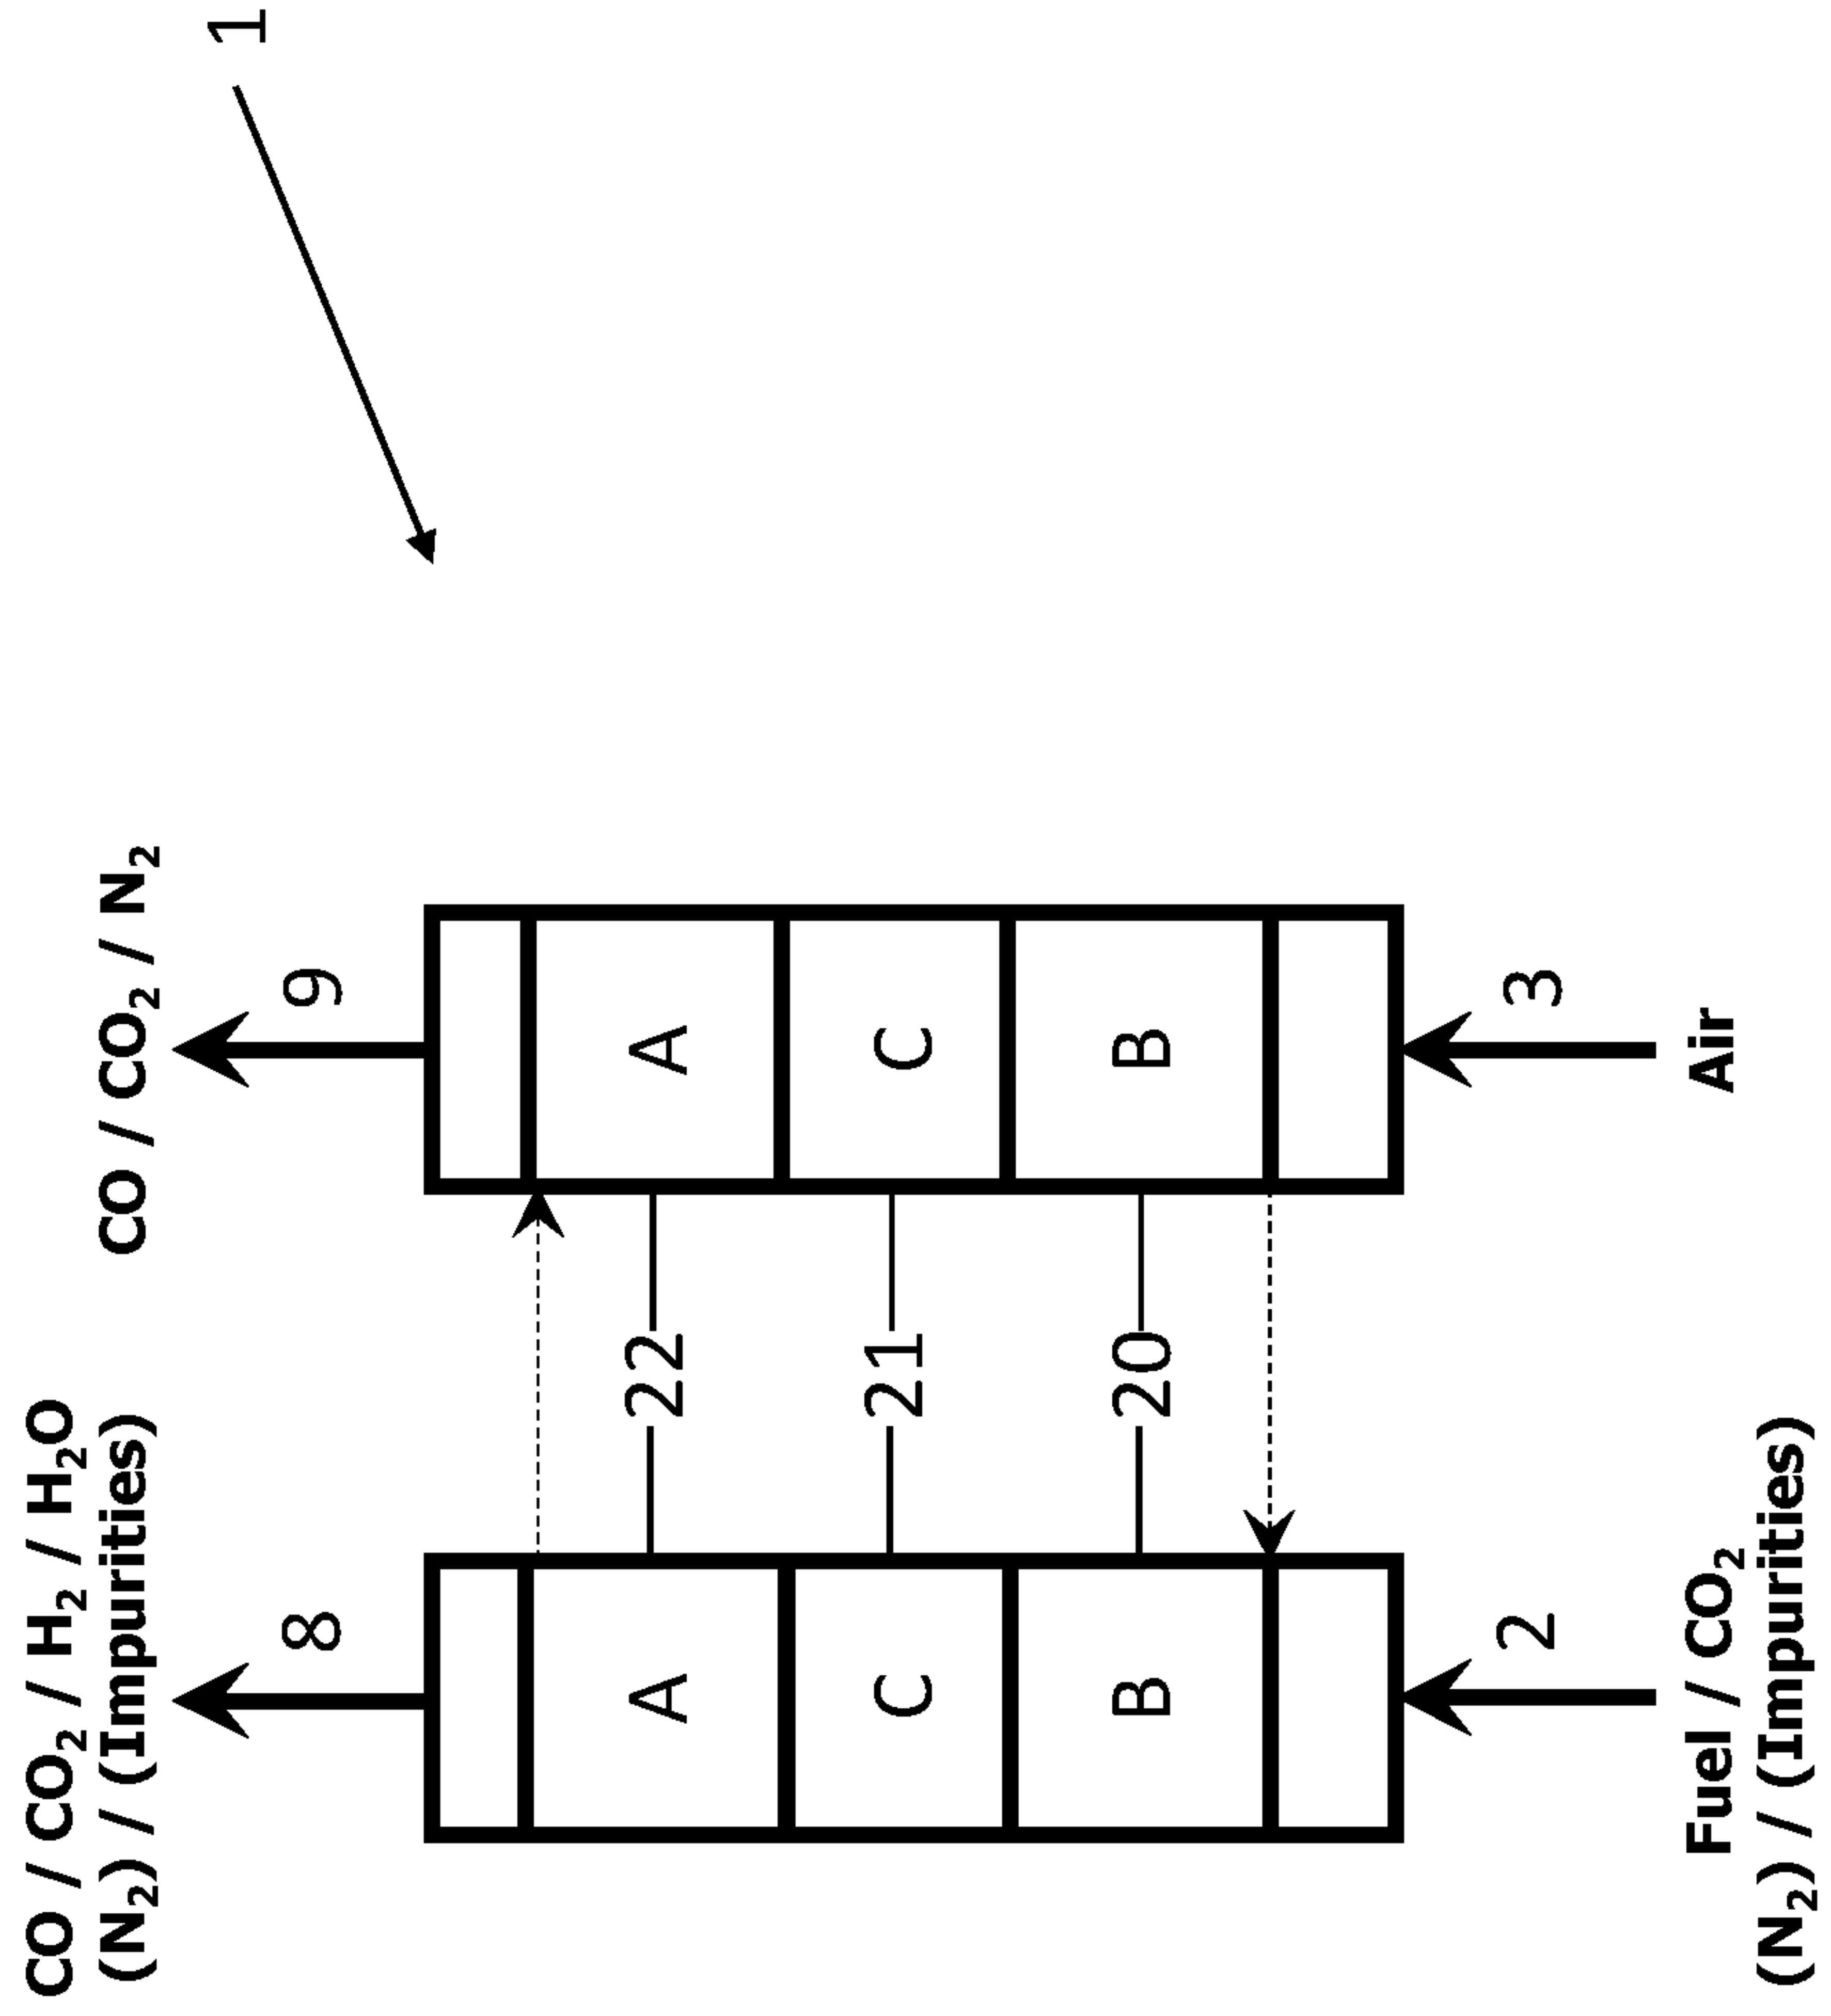 CO / CO₂ / H₂ / H₂O
(N₂) / (Impurities)
CO / CO₂ / N₂
1
8
9
A
22
A
C
21
C
B
20
B
2
3
Fuel / CO₂
(N₂) / (Impurities)
Air